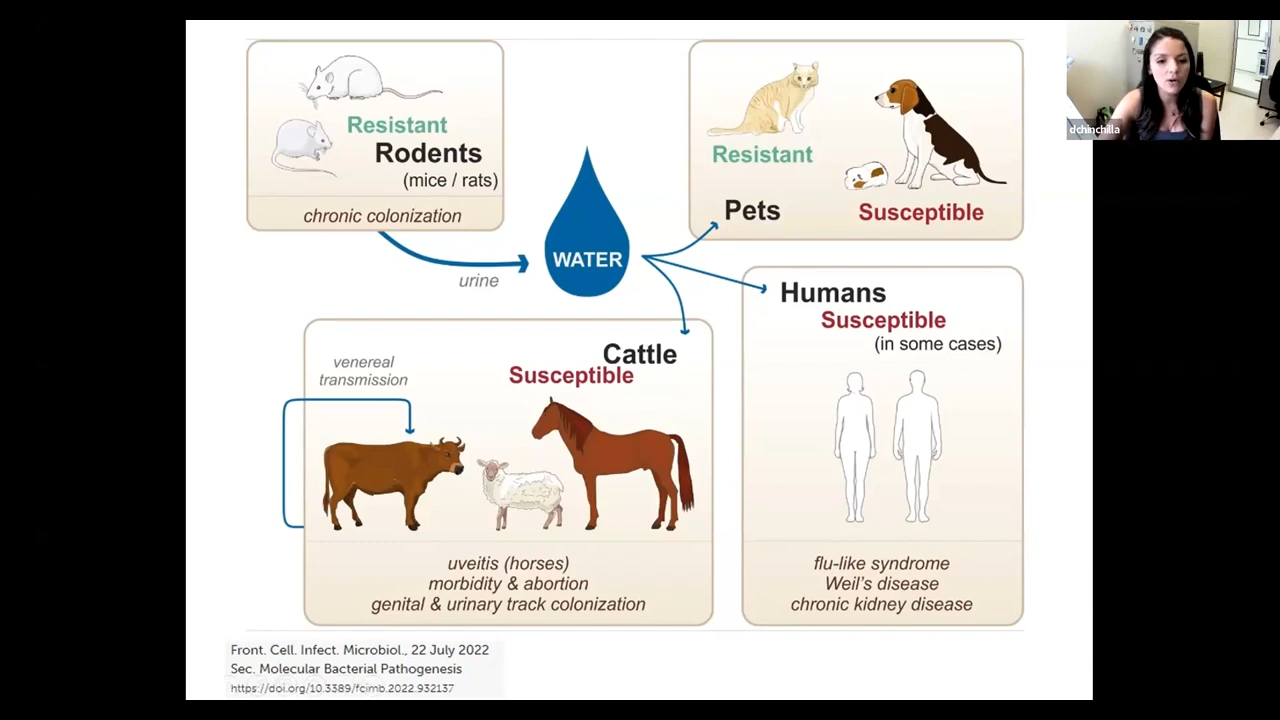 Resistant
Rodents
(mice / rats)
chronic colonization
urine
WATER
Resistant
Pets
Susceptible
Humans
Susceptible
(in some cases)
flu-like syndrome
Weil's disease
chronic kidney disease
Cattle
Susceptible
venereal
transmission
uveitis (horses)
morbidity & abortion
genital & urinary track colonization
Front. Cell. Infect. Microbiol., 22 July 2022
Sec. Molecular Bacterial Pathogenesis
https://doi.org/10.3389/fcimb.2022.932137
dchinchilla